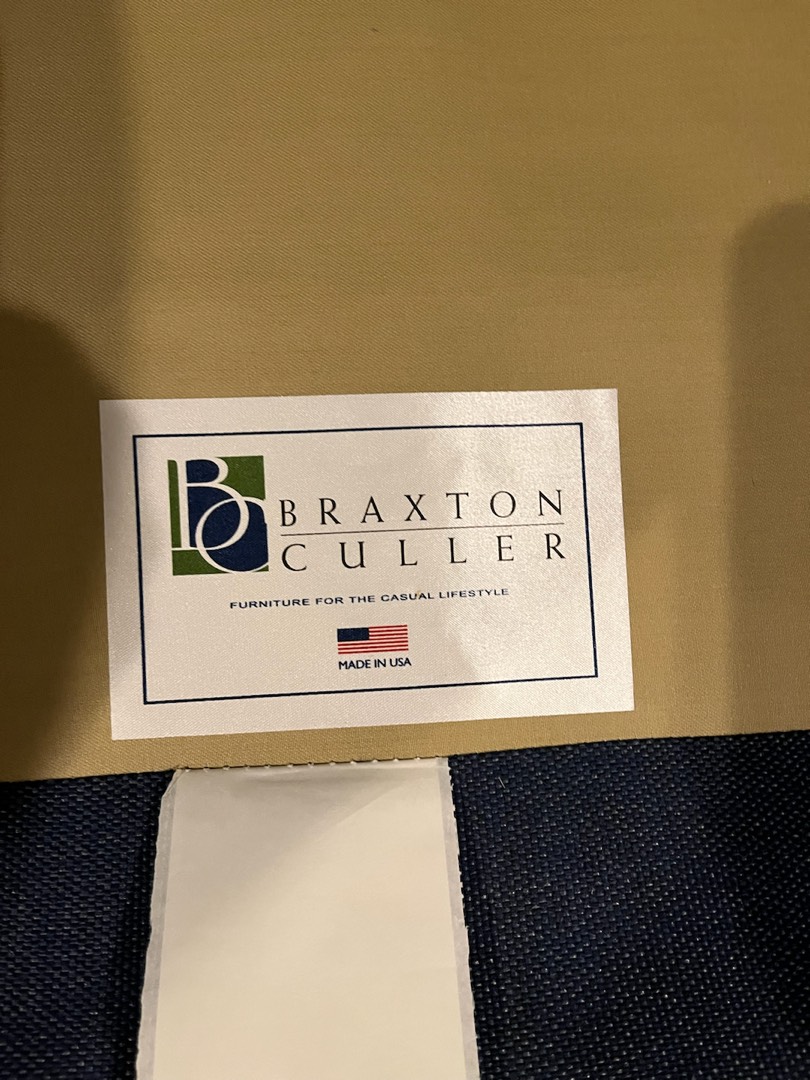 BC
BRAXTON
CULLER
FURNITURE FOR THE CASUAL LIFESTYLE
MADE IN USA